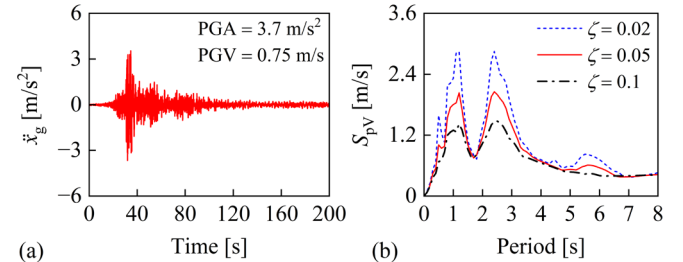 6
3
0
−3
−6
ẍg [m/s²]
PGA = 3.7 m/s²
PGV = 0.75 m/s
0 40 80 120 160 200
(a) Time [s]
3.6
2.4
1.2
0
SpV [m/s]
ζ = 0.02
ζ = 0.05
ζ = 0.1
0 1 2 3 4 5 6 7 8
(b) Period [s]